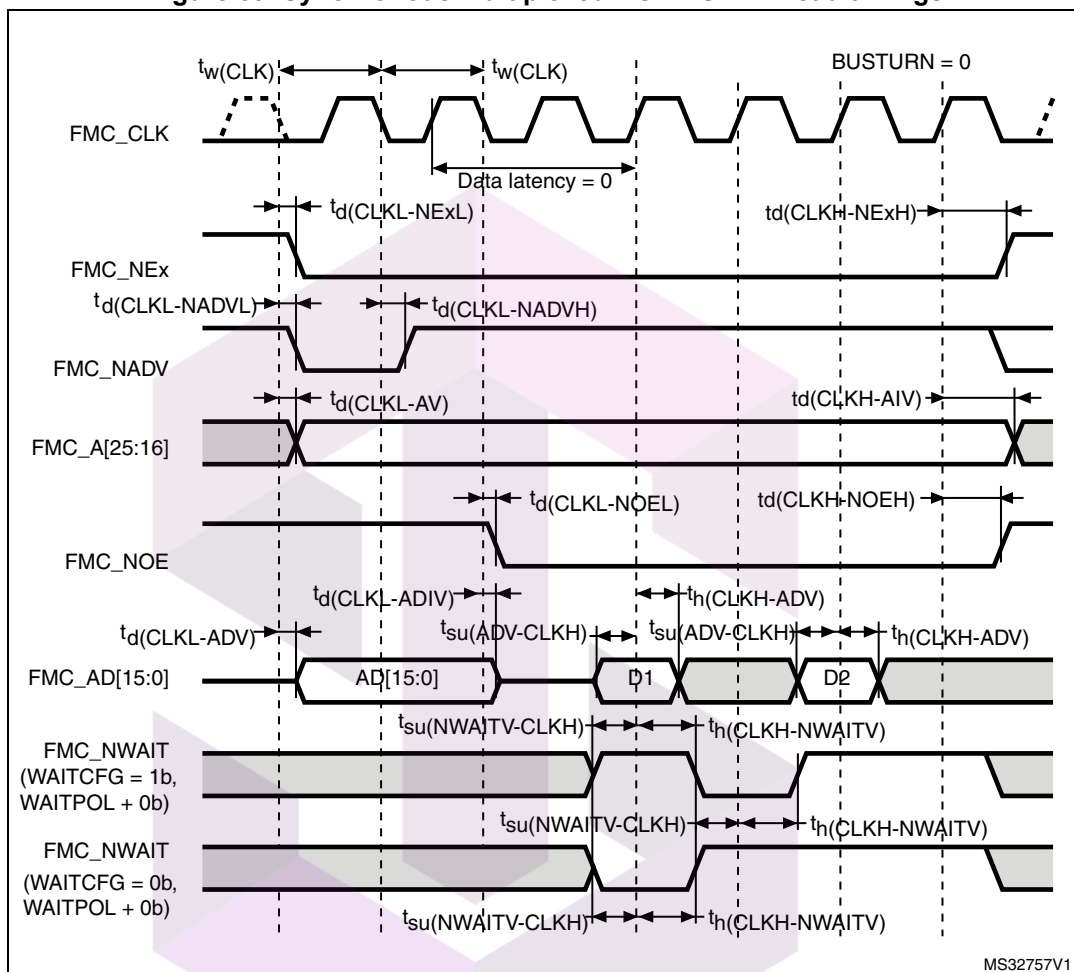 tw(CLK) tw(CLK) BUSTURN = 0
FMC_CLK
Data latency = 0
td(CLKL-NExL) td(CLKH-NExH)
FMC_NEx
td(CLKL-NADVL) td(CLKL-NADVH)
FMC_NADV
td(CLKL-AV) td(CLKH-AIV)
FMC_A[25:16]
td(CLKL-NOEL) td(CLKH-NOEH)
FMC_NOE
td(CLKL-ADIV) th(CLKH-ADV)
td(CLKL-ADV) tsu(ADV-CLKH) tsu(ADV-CLKH) th(CLKH-ADV)
FMC_AD[15:0] AD[15:0] D1 D2
tsu(NWAITV-CLKH) th(CLKH-NWAITV)
FMC_NWAIT
(WAITCFG = 1b,
WAITPOL + 0b)
tsu(NWAITV-CLKH) th(CLKH-NWAITV)
FMC_NWAIT
(WAITCFG = 0b,
WAITPOL + 0b)
tsu(NWAITV-CLKH) th(CLKH-NWAITV)
MS32757V1